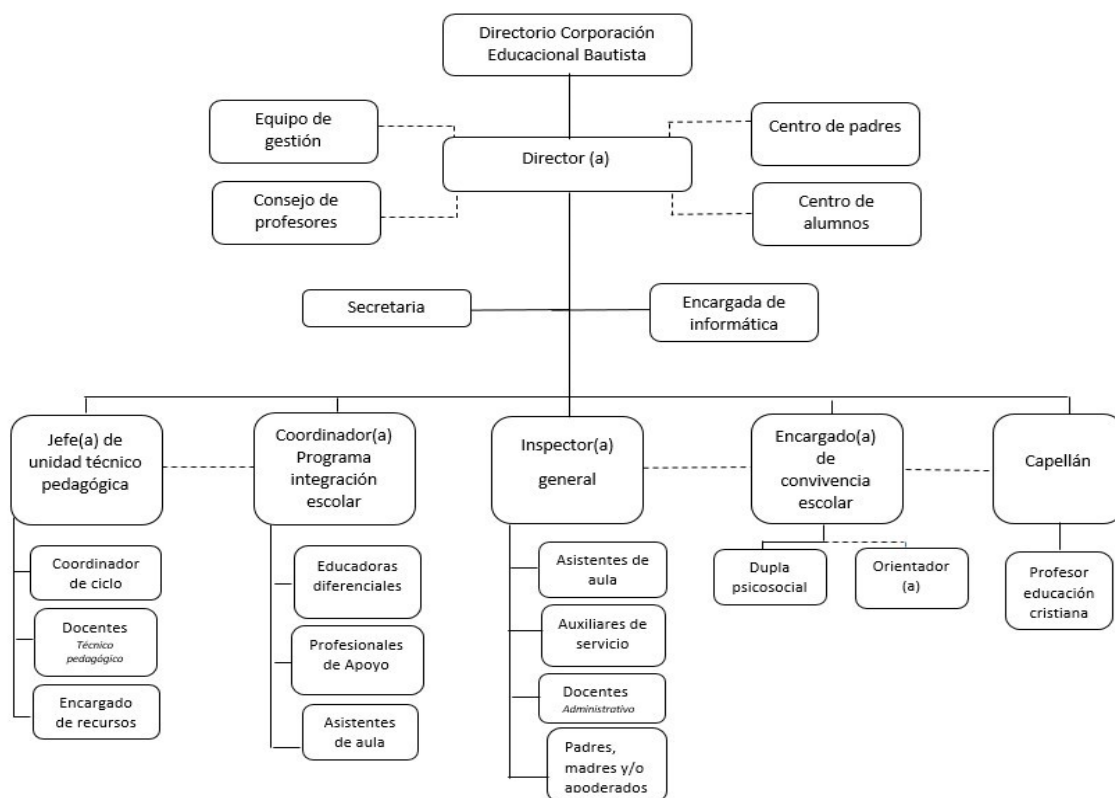 Directorio Corporación
Educacional Bautista
Equipo de
gestión
Centro de padres
Director (a)
Consejo de
profesores
Centro de
alumnos
Secretaria
Encargada de
informática
Jefe(a) de
unidad técnico
pedagógica
Coordinador(a)
Programa
integración
escolar
Inspector(a)
general
Encargado(a)
de
convivencia
escolar
Capellán
Coordinador
de ciclo
Docentes
Técnico
pedagógico
Encargado
de recursos
Educadoras
diferenciales
Profesionales
de Apoyo
Asistentes
de aula
Asistentes de
aula
Auxiliares de
servicio
Docentes
Administrativo
Padres,
madres y/o
apoderados
Dupla
psicosocial
Orientador
(a)
Profesor
educación
cristiana